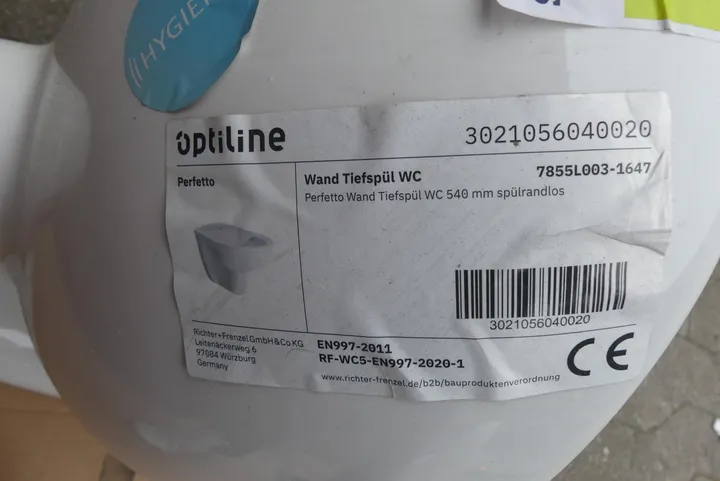 HYGIE
optiline
3021056040020
Perfetto
Wand Tiefspül WC
7855L003-1647
Perfetto Wand Tiefspül WC 540 mm spülrandlos
3021056040020
Richter+Frenzel GmbH & Co KG
Leitenäckerweg 6
97084 Würzburg
Germany
EN997-2011
RF-WC5-EN997-2020-1
www.richter-frenzel.de/b2b/bauproduktenverordnung
CE